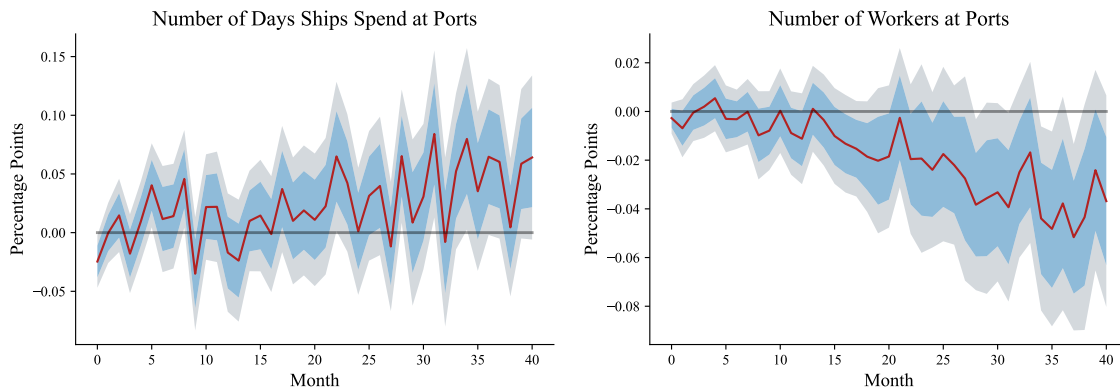 Number of Days Ships Spend at Ports
Percentage Points
0.15
0.10
0.05
0.00
−0.05
0 5 10 15 20 25 30 35 40
Month
Number of Workers at Ports
Percentage Points
0.02
0.00
−0.02
−0.04
−0.06
−0.08
0 5 10 15 20 25 30 35 40
Month